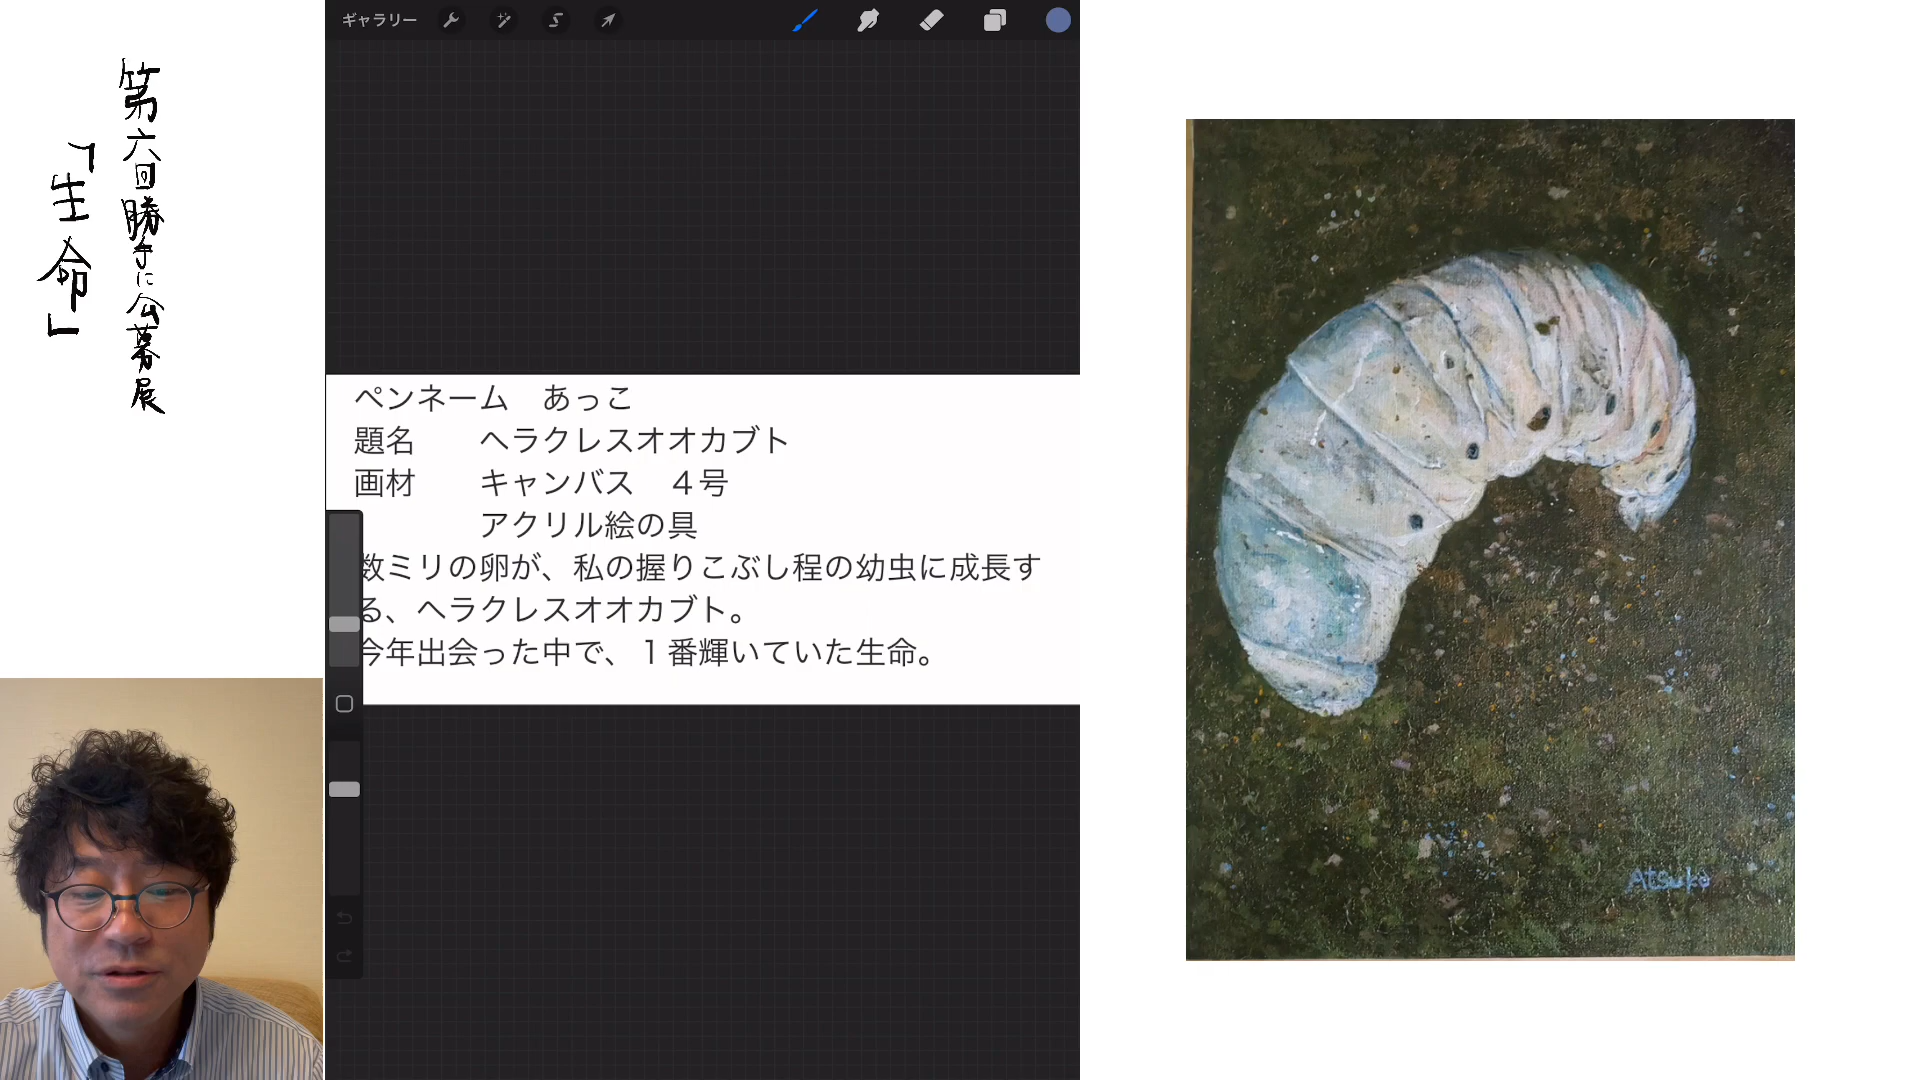 第六回勝手に公募展
「生命」
ギャラリー
ペンネーム　あっこ
題名　　ヘラクレスオオカブト
画材　　キャンバス　４号
アクリル絵の具
数ミリの卵が、私の握りこぶし程の幼虫に成長す
る、ヘラクレスオオカブト。
今年出会った中で、１番輝いていた生命。
Atsuko